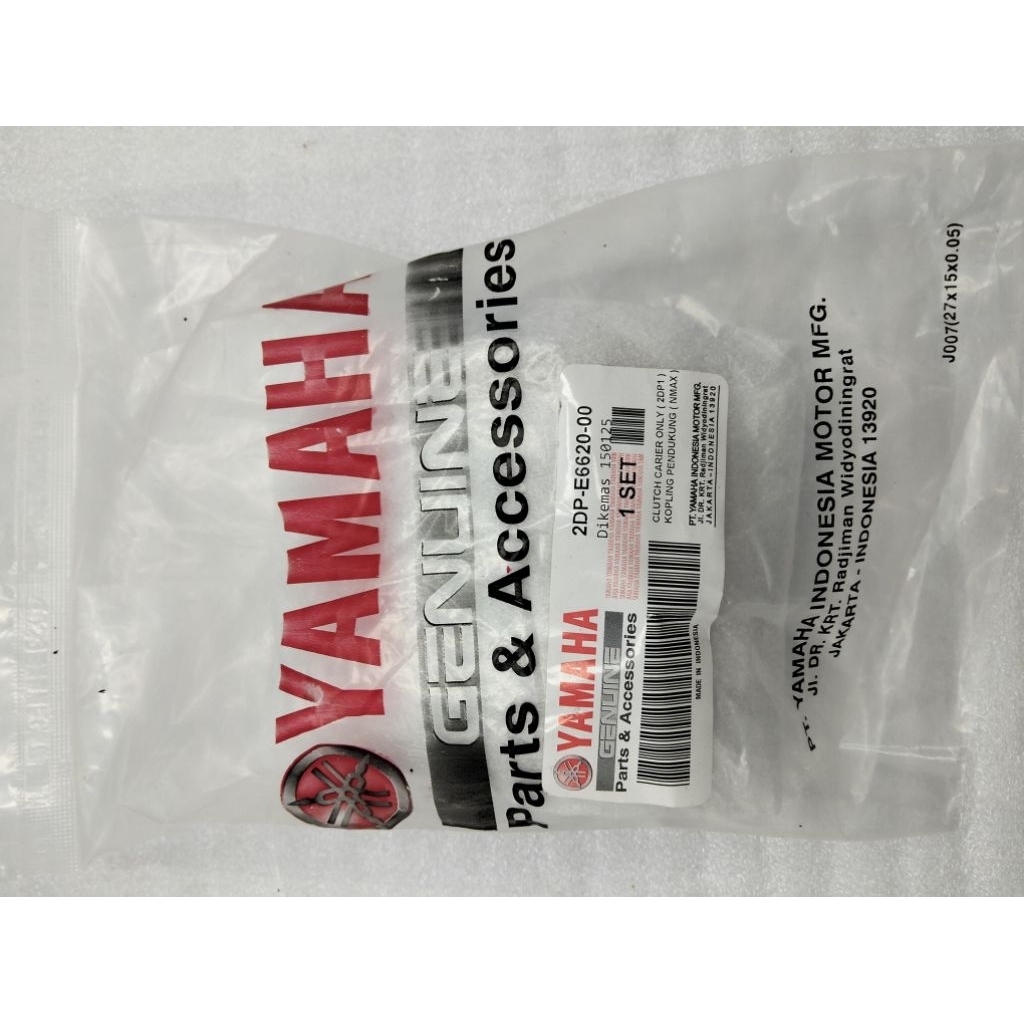 YAMAHA
GENUINE
Parts & Accessories
YAMAHA
GENUINE
Parts & Accessories
2DP-E6620-00
Dikemas 150125
1 SET
CLUTCH CARIER ONLY ( 2DP1 )
KOPLING PENDUKUNG ( NMAX )
MADE IN INDONESIA
PT. YAMAHA INDONESIA MOTOR MFG.
Jl. DR. KRT. Radjiman Widyodiningrat
JAKARTA - INDONESIA 13920
PT. YAMAHA INDONESIA MOTOR MFG.
Jl. DR. KRT. Radjiman Widyodiningrat
JAKARTA - INDONESIA 13920
J007(27x15x0.05)